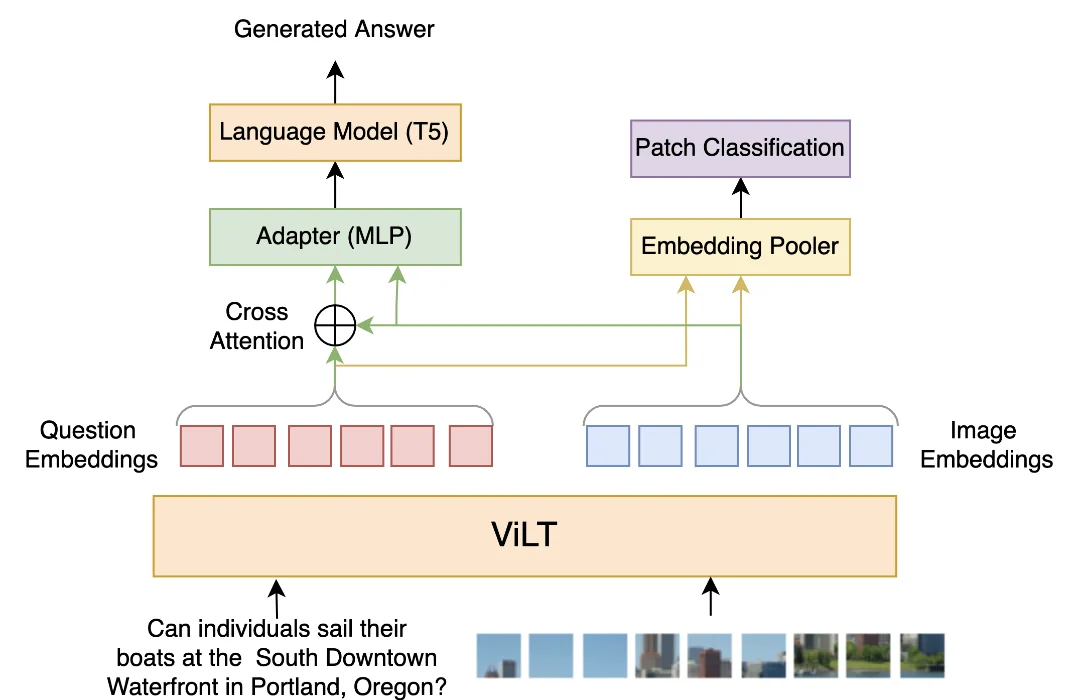 Generated Answer
Language Model (T5)
Patch Classification
Adapter (MLP)
Embedding Pooler
Cross
Attention
Question
Embeddings
Image
Embeddings
ViLT
Can individuals sail their
boats at the South Downtown
Waterfront in Portland, Oregon?